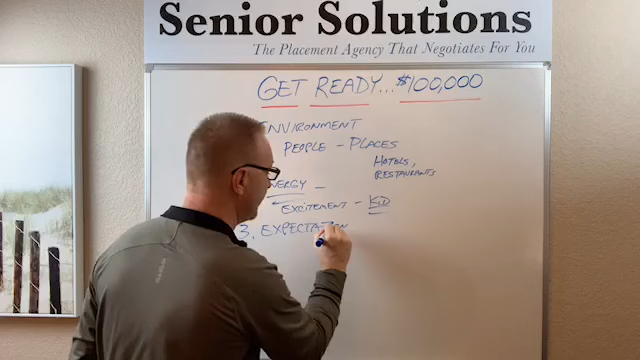 Senior Solutions
The Placement Agency That Negotiates For You
GET READY... $100,000
ENVIRONMENT
PEOPLE - PLACES
HOTELS,
RESTAURANTS
ENERGY -
EXCITEMENT - KID
3. EXPECTATION